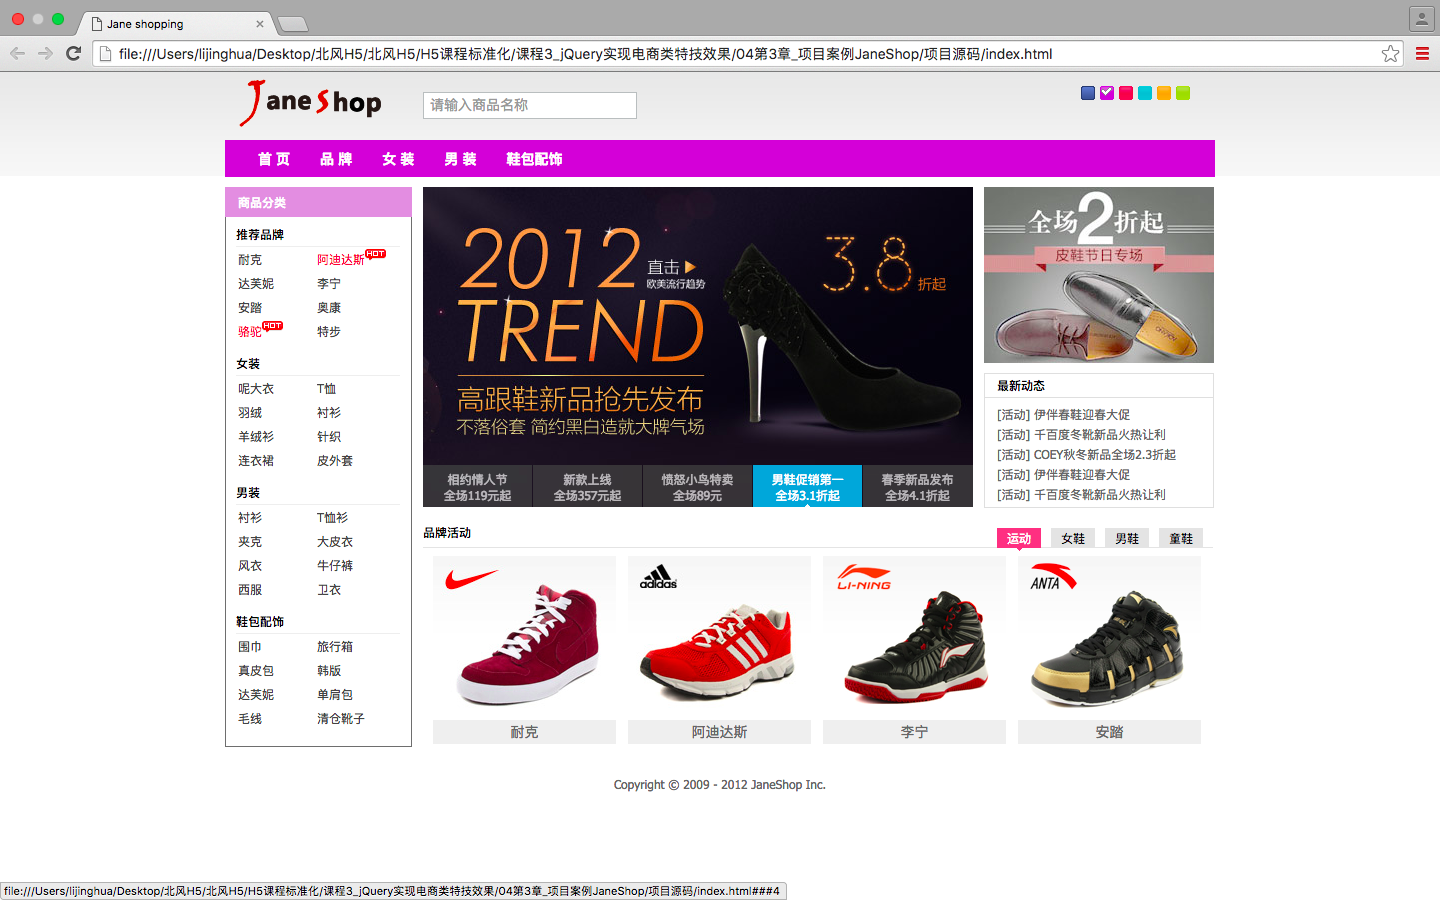 Jane shopping
file:///Users/lijinghua/Desktop/北风H5/北风H5/H5课程标准化/课程3_jQuery实现电商类特技效果/04第3章_项目案例JaneShop/项目源码/index.html
Jane Shop
请输入商品名称
首 页 品 牌 女 装 男 装 鞋包配饰
商品分类
推荐品牌
耐克 阿迪达斯 HOT
达芙妮 李宁
安踏 奥康
骆驼 HOT 特步
女装
呢大衣 T恤
羽绒 衬衫
羊绒衫 针织
连衣裙 皮外套
男装
衬衫 T恤衫
夹克 大皮衣
风衣 牛仔裤
西服 卫衣
鞋包配饰
围巾 旅行箱
真皮包 韩版
达芙妮 单肩包
毛线 清仓靴子
2012
直击
欧美流行趋势
TREND
3.8折起
高跟鞋新品抢先发布
不落俗套 简约黑白造就大牌气场
相约情人节
全场119元起
新款上线
全场357元起
愤怒小鸟特卖
全场89元
男鞋促销第一
全场3.1折起
春季新品发布
全场4.1折起
全场2折起
皮鞋节日专场
最新动态
[活动] 伊伴春鞋迎春大促
[活动] 千百度冬靴新品火热让利
[活动] COEY秋冬新品全场2.3折起
[活动] 伊伴春鞋迎春大促
[活动] 千百度冬靴新品火热让利
品牌活动
运动 女鞋 男鞋 童鞋
adidas
LI-NING
ANTA
耐克 阿迪达斯 李宁 安踏
Copyright © 2009 - 2012 JaneShop Inc.
file:///Users/lijinghua/Desktop/北风H5/北风H5/H5课程标准化/课程3_jQuery实现电商类特技效果/04第3章_项目案例JaneShop/项目源码/index.html###4